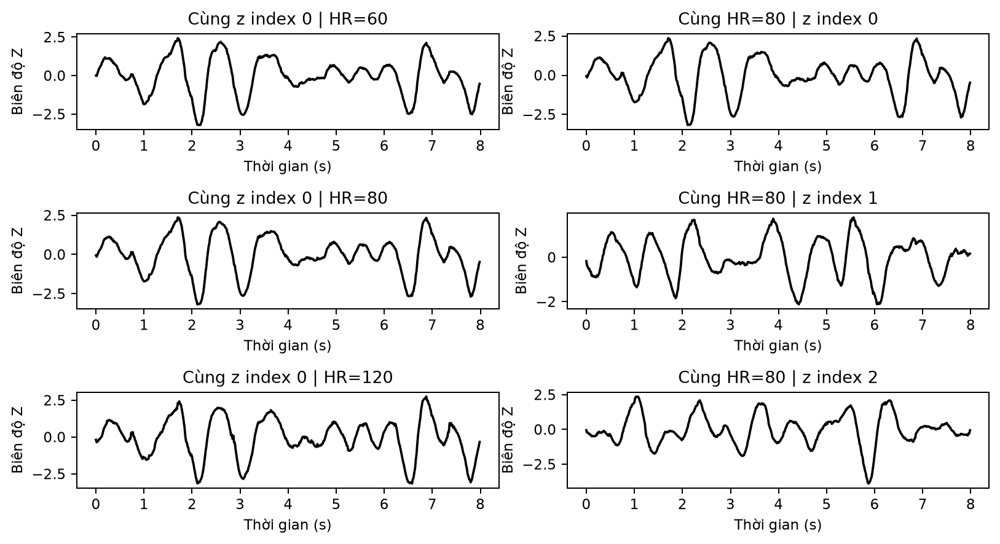 Cùng z index 0 | HR=60
2.5
0.0
−2.5
Biên độ Z
0 1 2 3 4 5 6 7 8
Thời gian (s)
Cùng HR=80 | z index 0
2.5
0.0
−2.5
Biên độ Z
0 1 2 3 4 5 6 7 8
Thời gian (s)
Cùng z index 0 | HR=80
2.5
0.0
−2.5
Biên độ Z
0 1 2 3 4 5 6 7 8
Thời gian (s)
Cùng HR=80 | z index 1
0
−2
Biên độ Z
0 1 2 3 4 5 6 7 8
Thời gian (s)
Cùng z index 0 | HR=120
2.5
0.0
−2.5
Biên độ Z
0 1 2 3 4 5 6 7 8
Thời gian (s)
Cùng HR=80 | z index 2
2.5
0.0
−2.5
Biên độ Z
0 1 2 3 4 5 6 7 8
Thời gian (s)